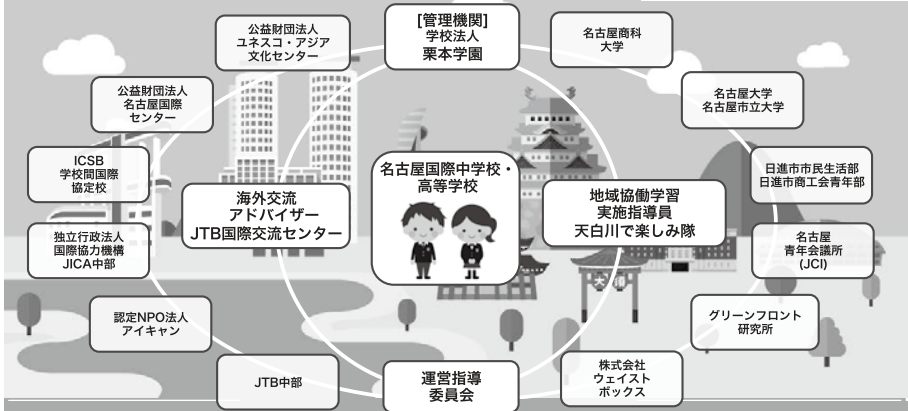 公益財団法人
ユネスコ・アジア
文化センター
[管理機関]
学校法人
栗本学園
名古屋商科
大学
公益財団法人
名古屋国際
センター
名古屋大学
名古屋市立大学
ICSB
学校間国際
協定校
海外交流
アドバイザー
JTB国際交流センター
名古屋国際中学校・
高等学校
地域協働学習
実施指導員
天白川で楽しみ隊
日進市市民生活部
日進市商工会青年部
独立行政法人
国際協力機構
JICA中部
名古屋
青年会議所
(JCI)
大須
認定NPO法人
アイキャン
グリーンフロント
研究所
JTB中部
運営指導
委員会
株式会社
ウェイスト
ボックス